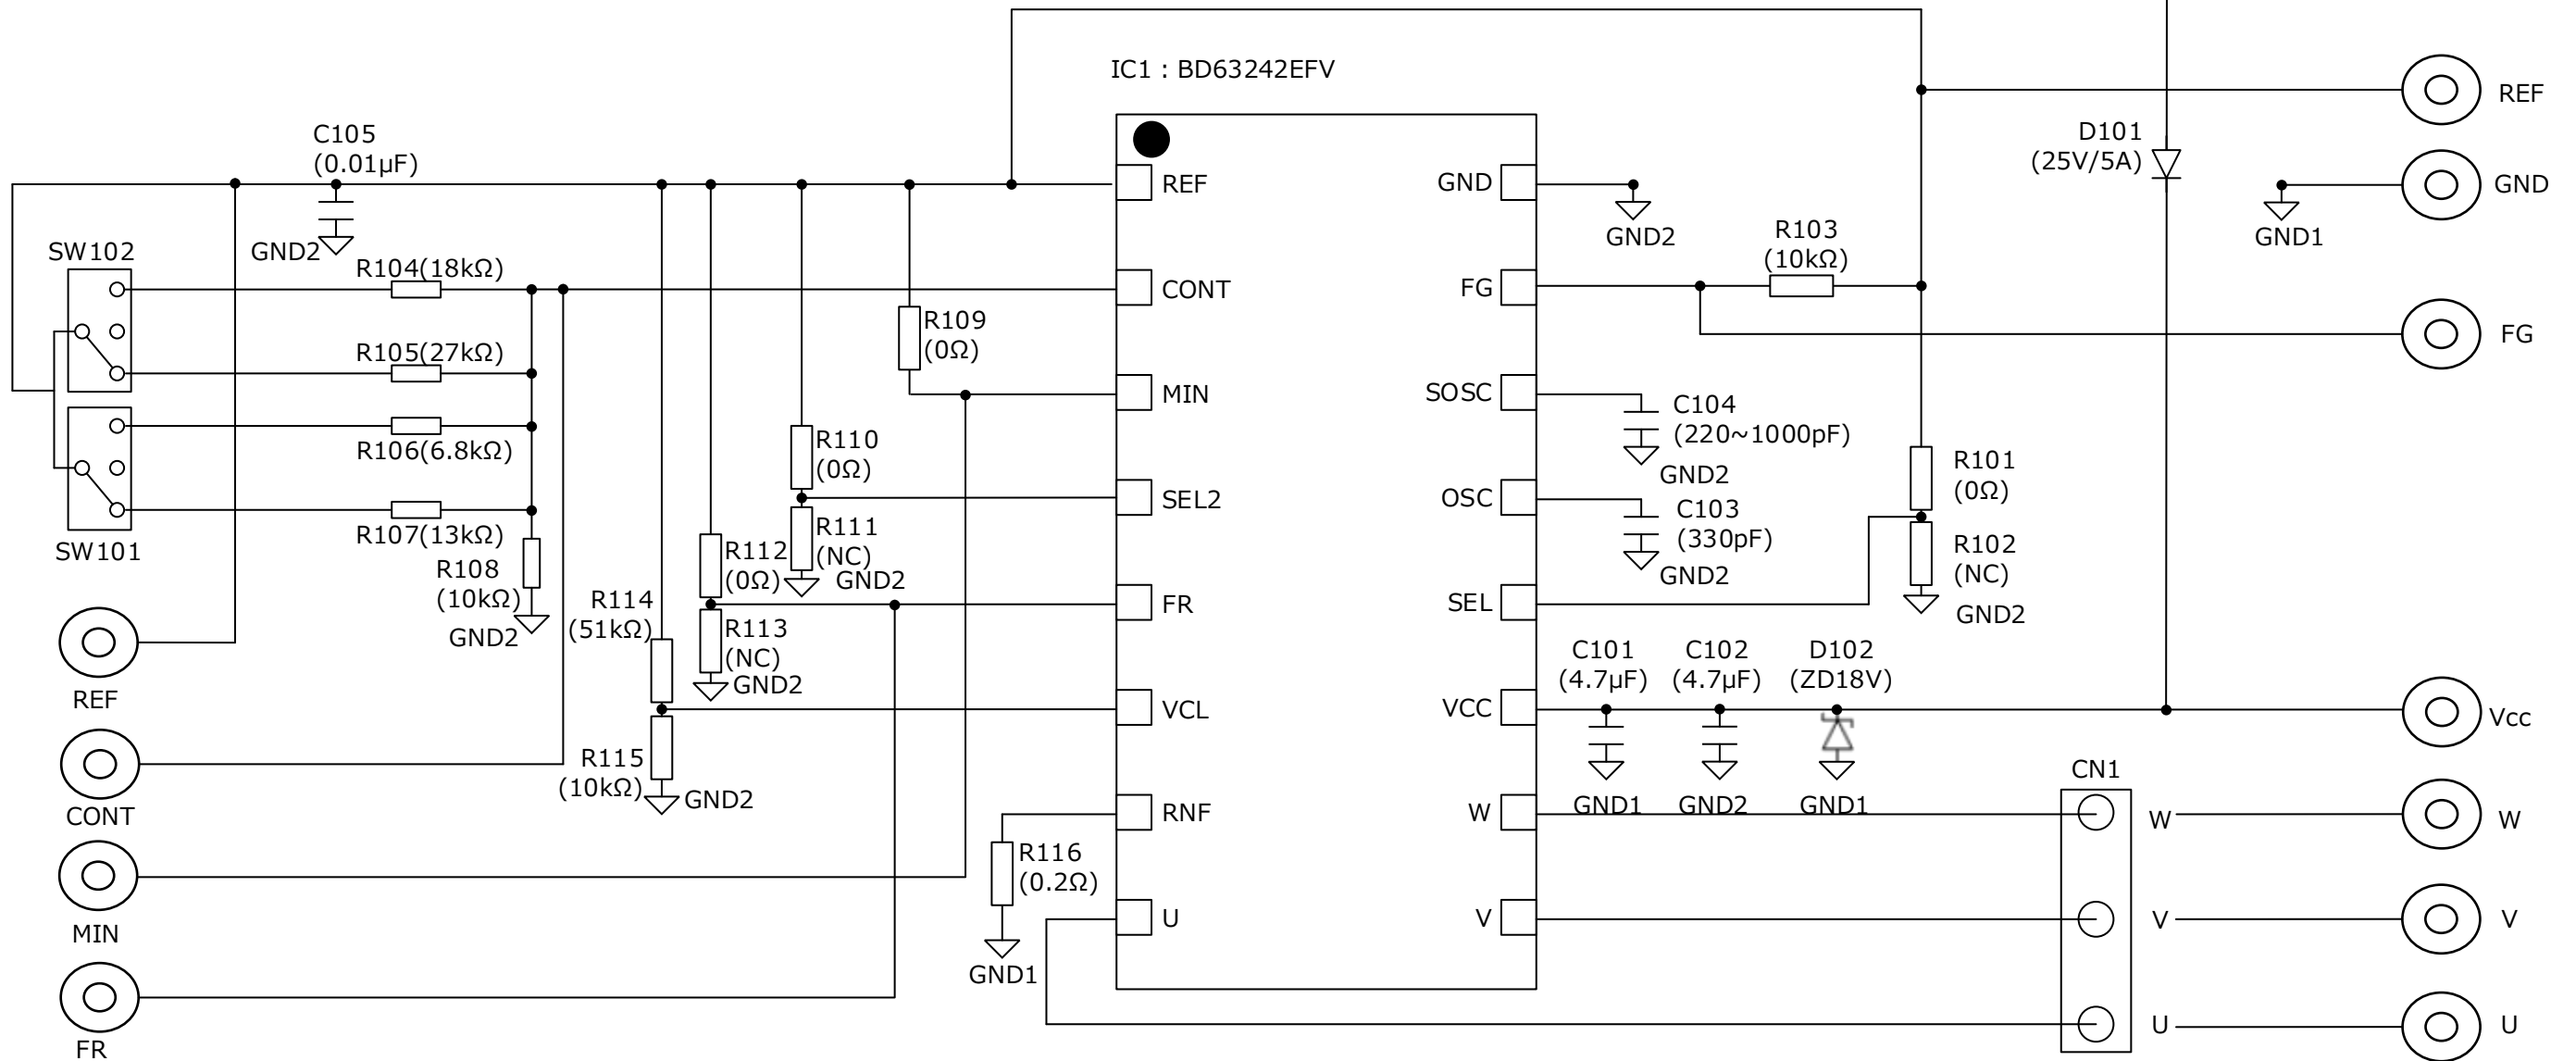 IC1 : BD63242EFV
REF
D101
(25V/5A)
GND
GND1
C105
(0.01µF)
GND2
SW102
R104(18kΩ)
R105(27kΩ)
R106(6.8kΩ)
R107(13kΩ)
SW101
R108
(10kΩ)
GND2
R109
(0Ω)
R110
(0Ω)
R111
(NC)
GND2
R112
(0Ω)
R113
(NC)
GND2
R114
(51kΩ)
R115
(10kΩ)
GND2
R116
(0.2Ω)
GND1
REF
CONT
MIN
FR
REF
CONT
MIN
SEL2
FR
VCL
RNF
U
GND
FG
SOSC
OSC
SEL
VCC
W
V
GND2
R103
(10kΩ)
FG
C104
(220~1000pF)
GND2
C103
(330pF)
GND2
R101
(0Ω)
R102
(NC)
GND2
C101
(4.7µF)
GND1
C102
(4.7µF)
GND2
D102
(ZD18V)
GND1
Vcc
CN1
W
W
V
V
U
U